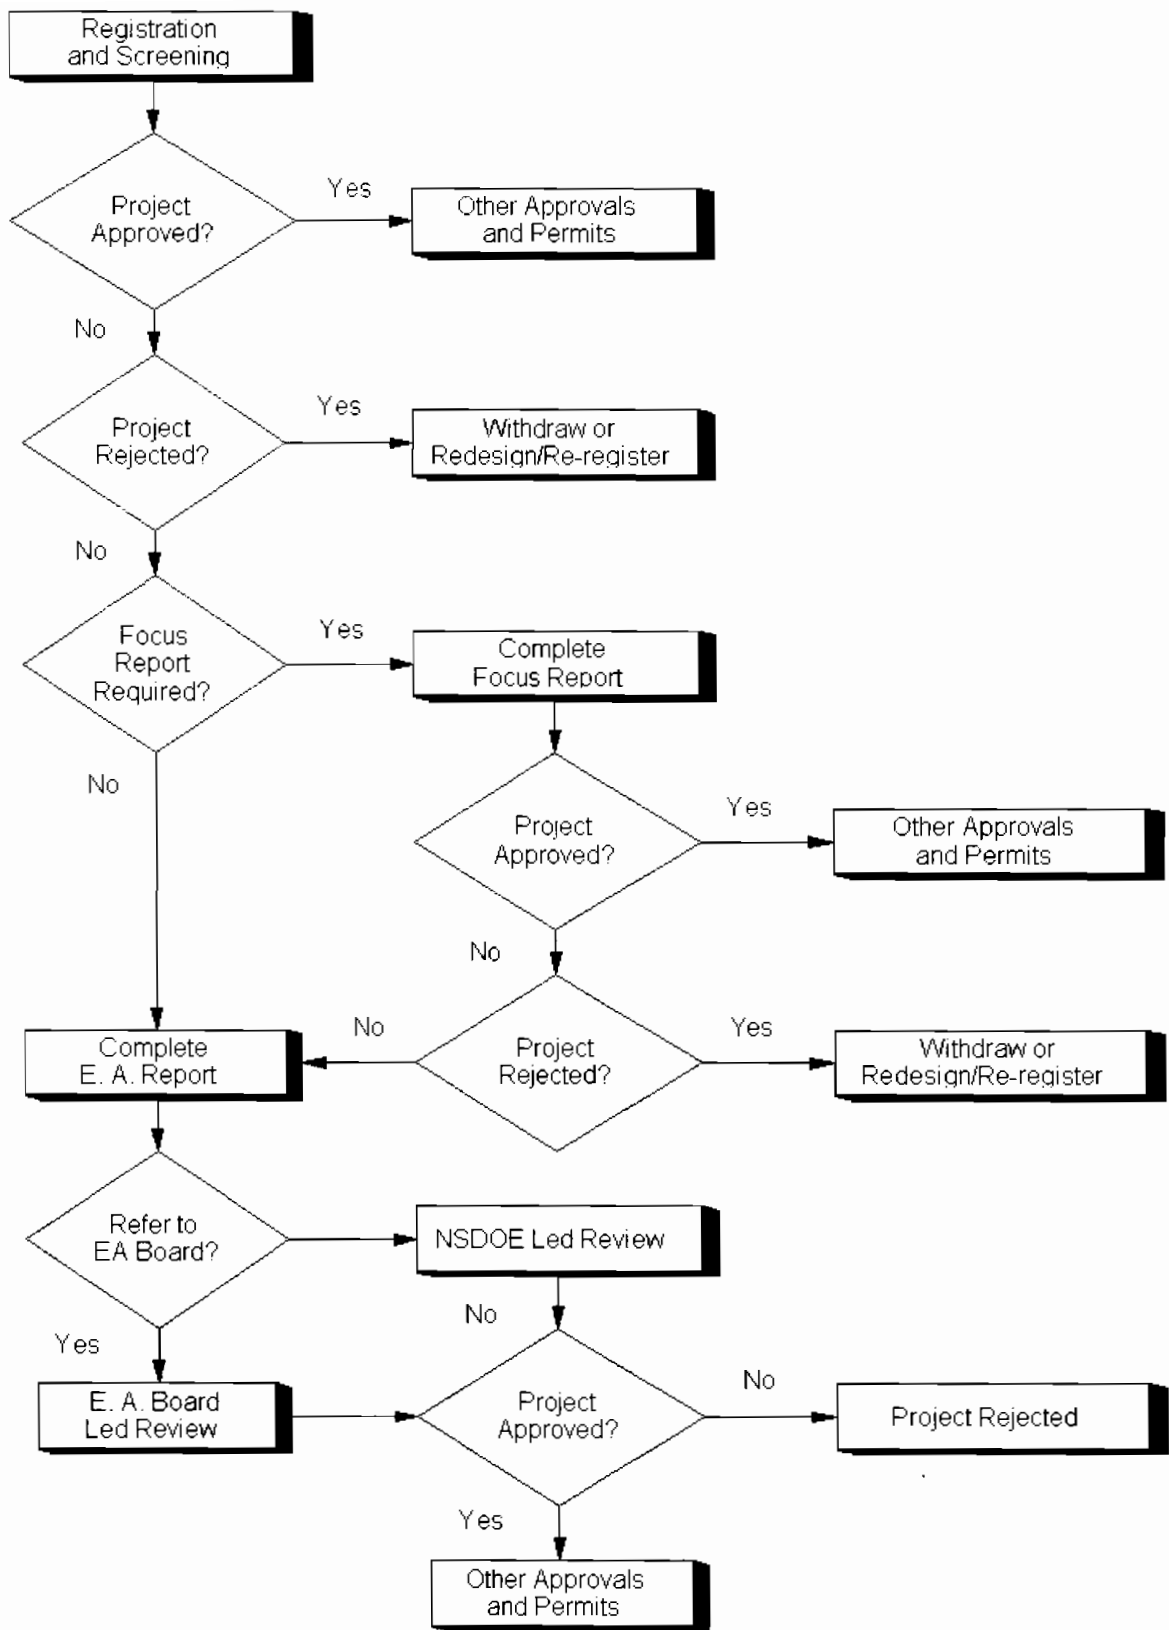 Registration
and Screening
Project
Approved?
Yes
Other Approvals
and Permits
No
Project
Rejected?
Yes
Withdraw or
Redesign/Re-register
No
Focus
Report
Required?
Yes
Complete
Focus Report
No
Project
Approved?
Yes
Other Approvals
and Permits
No
Complete
E. A. Report
No
Project
Rejected?
Yes
Withdraw or
Redesign/Re-register
Refer to
EA Board?
NSDOE Led Review
No
Yes
E. A. Board
Led Review
Project
Approved?
No
Project Rejected
Yes
Other Approvals
and Permits